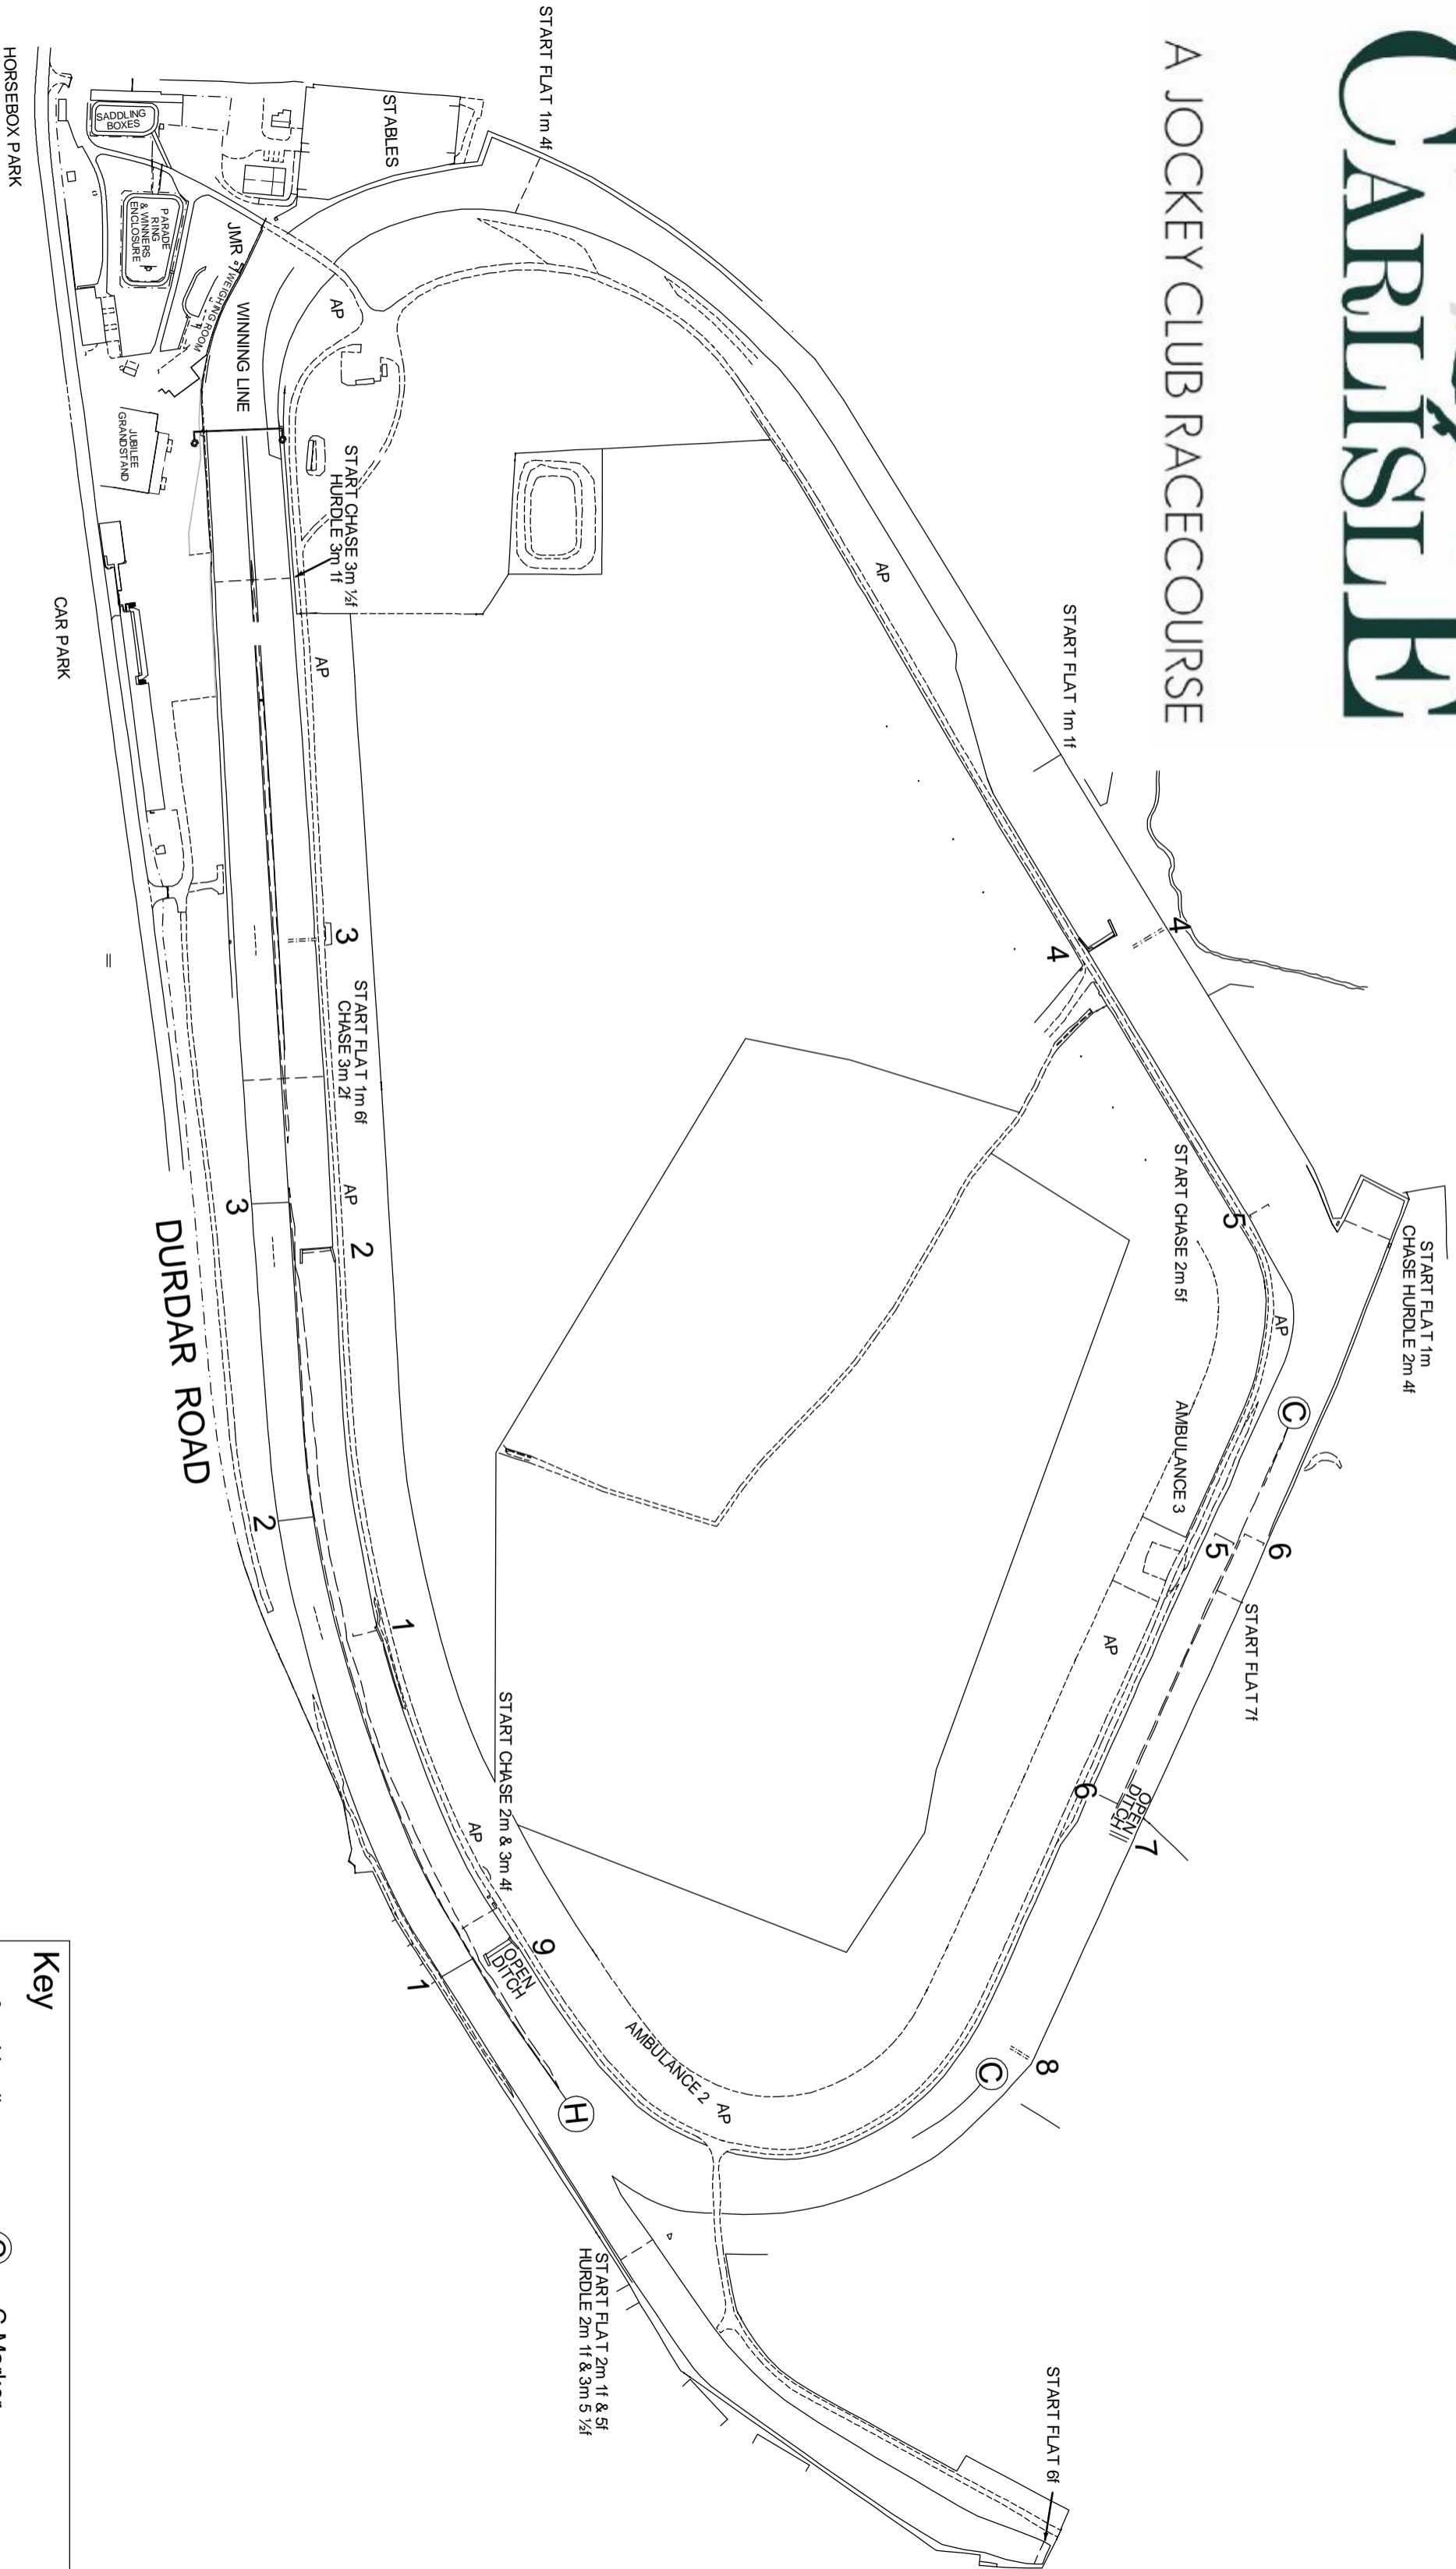 CARLISLE
A JOCKEY CLUB RACECOURSE
START FLAT 1m 4f
STABLES
HORSEBOX PARK
SADDLING
BOXES
PARADE
RING
& WINNERS
ENCLOSURE
JMR
WEIGHING ROOM
WINNING LINE
AP
JUBILEE
GRANDSTAND
START CHASE 3m ½f
HURDLE 3m 1f
CAR PARK
AP
AP
START FLAT 1m 1f
4
4
3
START FLAT 1m 6f
CHASE 3m 2f
AP
3
2
DURDAR ROAD
2
1
START CHASE 2m 5f
5
START FLAT 1m
CHASE HURDLE 2m 4f
AP
C
AMBULANCE 3
5
6
START FLAT 7f
AP
6
OPEN
DITCH
7
START CHASE 2m & 3m 4f
AP
9
OPEN
DITCH
1
AMBULANCE 2
AP
H
C
8
START FLAT 2m 1f & 5f
HURDLE 2m 1f & 3m 5 ½f
START FLAT 6f
Key